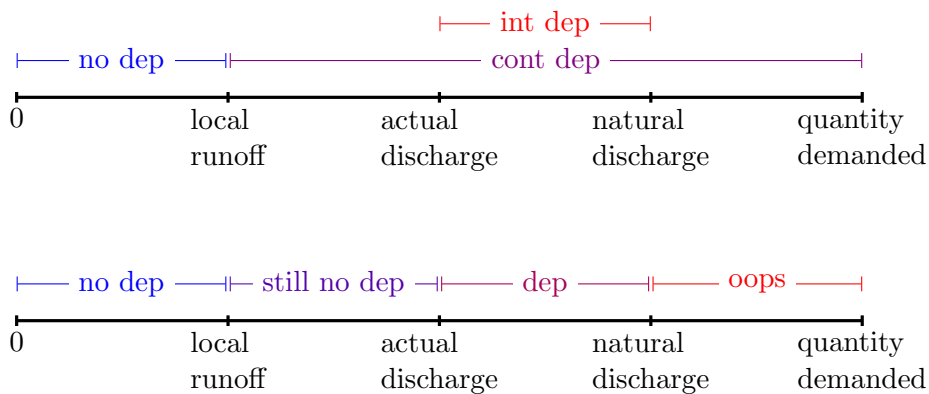 int dep
no dep cont dep
0 local actual natural quantity
runoff discharge discharge demanded
no dep still no dep dep oops
0 local actual natural quantity
runoff discharge discharge demanded